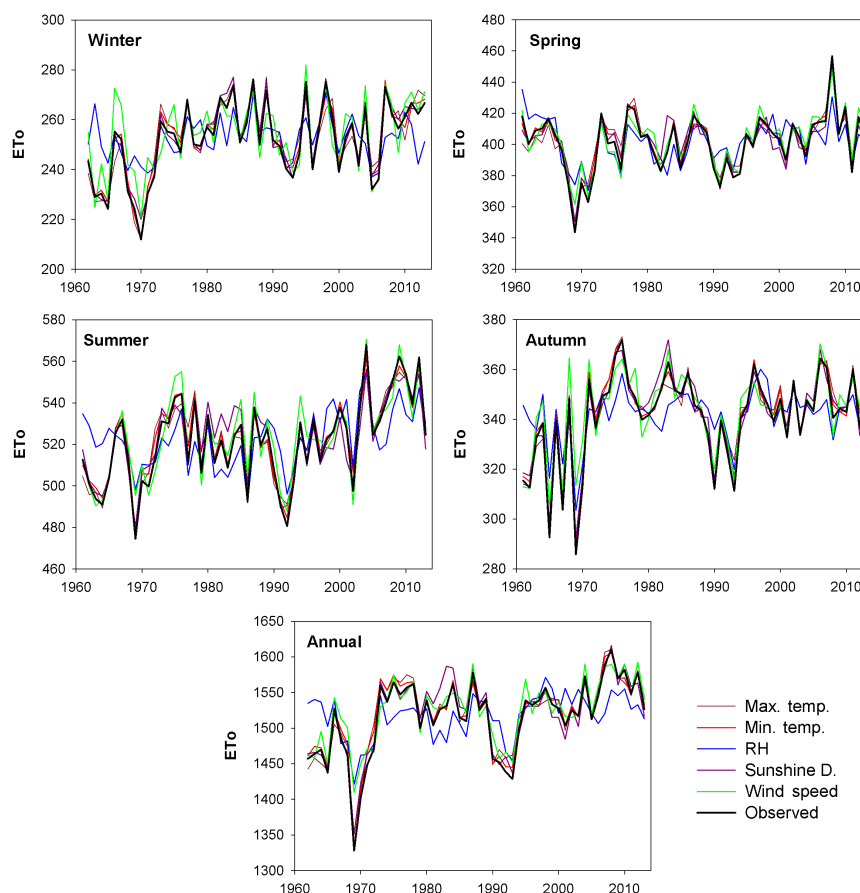 Winter
ETo
300
280
260
240
220
200
1960 1970 1980 1990 2000 2010
Spring
ETo
480
460
440
420
400
380
360
340
320
1960 1970 1980 1990 2000 2010
Summer
ETo
580
560
540
520
500
480
460
1960 1970 1980 1990 2000 2010
Autumn
ETo
380
360
340
320
300
280
1960 1970 1980 1990 2000 2010
Annual
ETo
1650
1600
1550
1500
1450
1400
1350
1300
1960 1970 1980 1990 2000 2010
Max. temp.
Min. temp.
RH
Sunshine D.
Wind speed
Observed